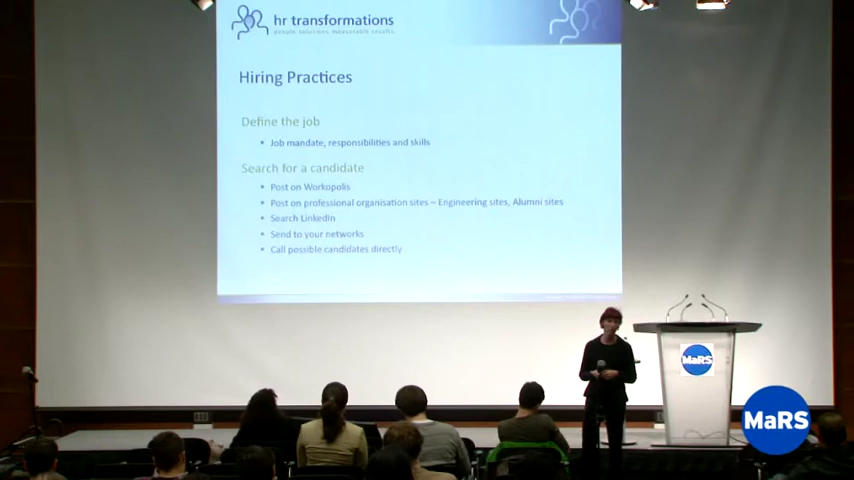 hr transformations
people solutions. measurable results.
Hiring Practices
Define the job
Job mandate, responsibilities and skills
Search for a candidate
Post on Workopolis
Post on professional organisation sites – Engineering sites, Alumni sites
Search LinkedIn
Send to your networks
Call possible candidates directly
MaRS
MaRS